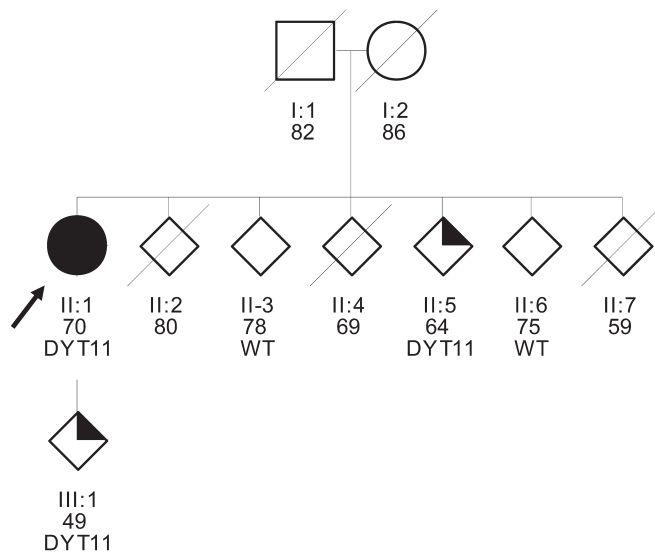 I:1
82
I:2
86
II:1
70
DYT11
II:2
80
II-3
78
WT
II:4
69
II:5
64
DYT11
II:6
75
WT
II:7
59
III:1
49
DYT11